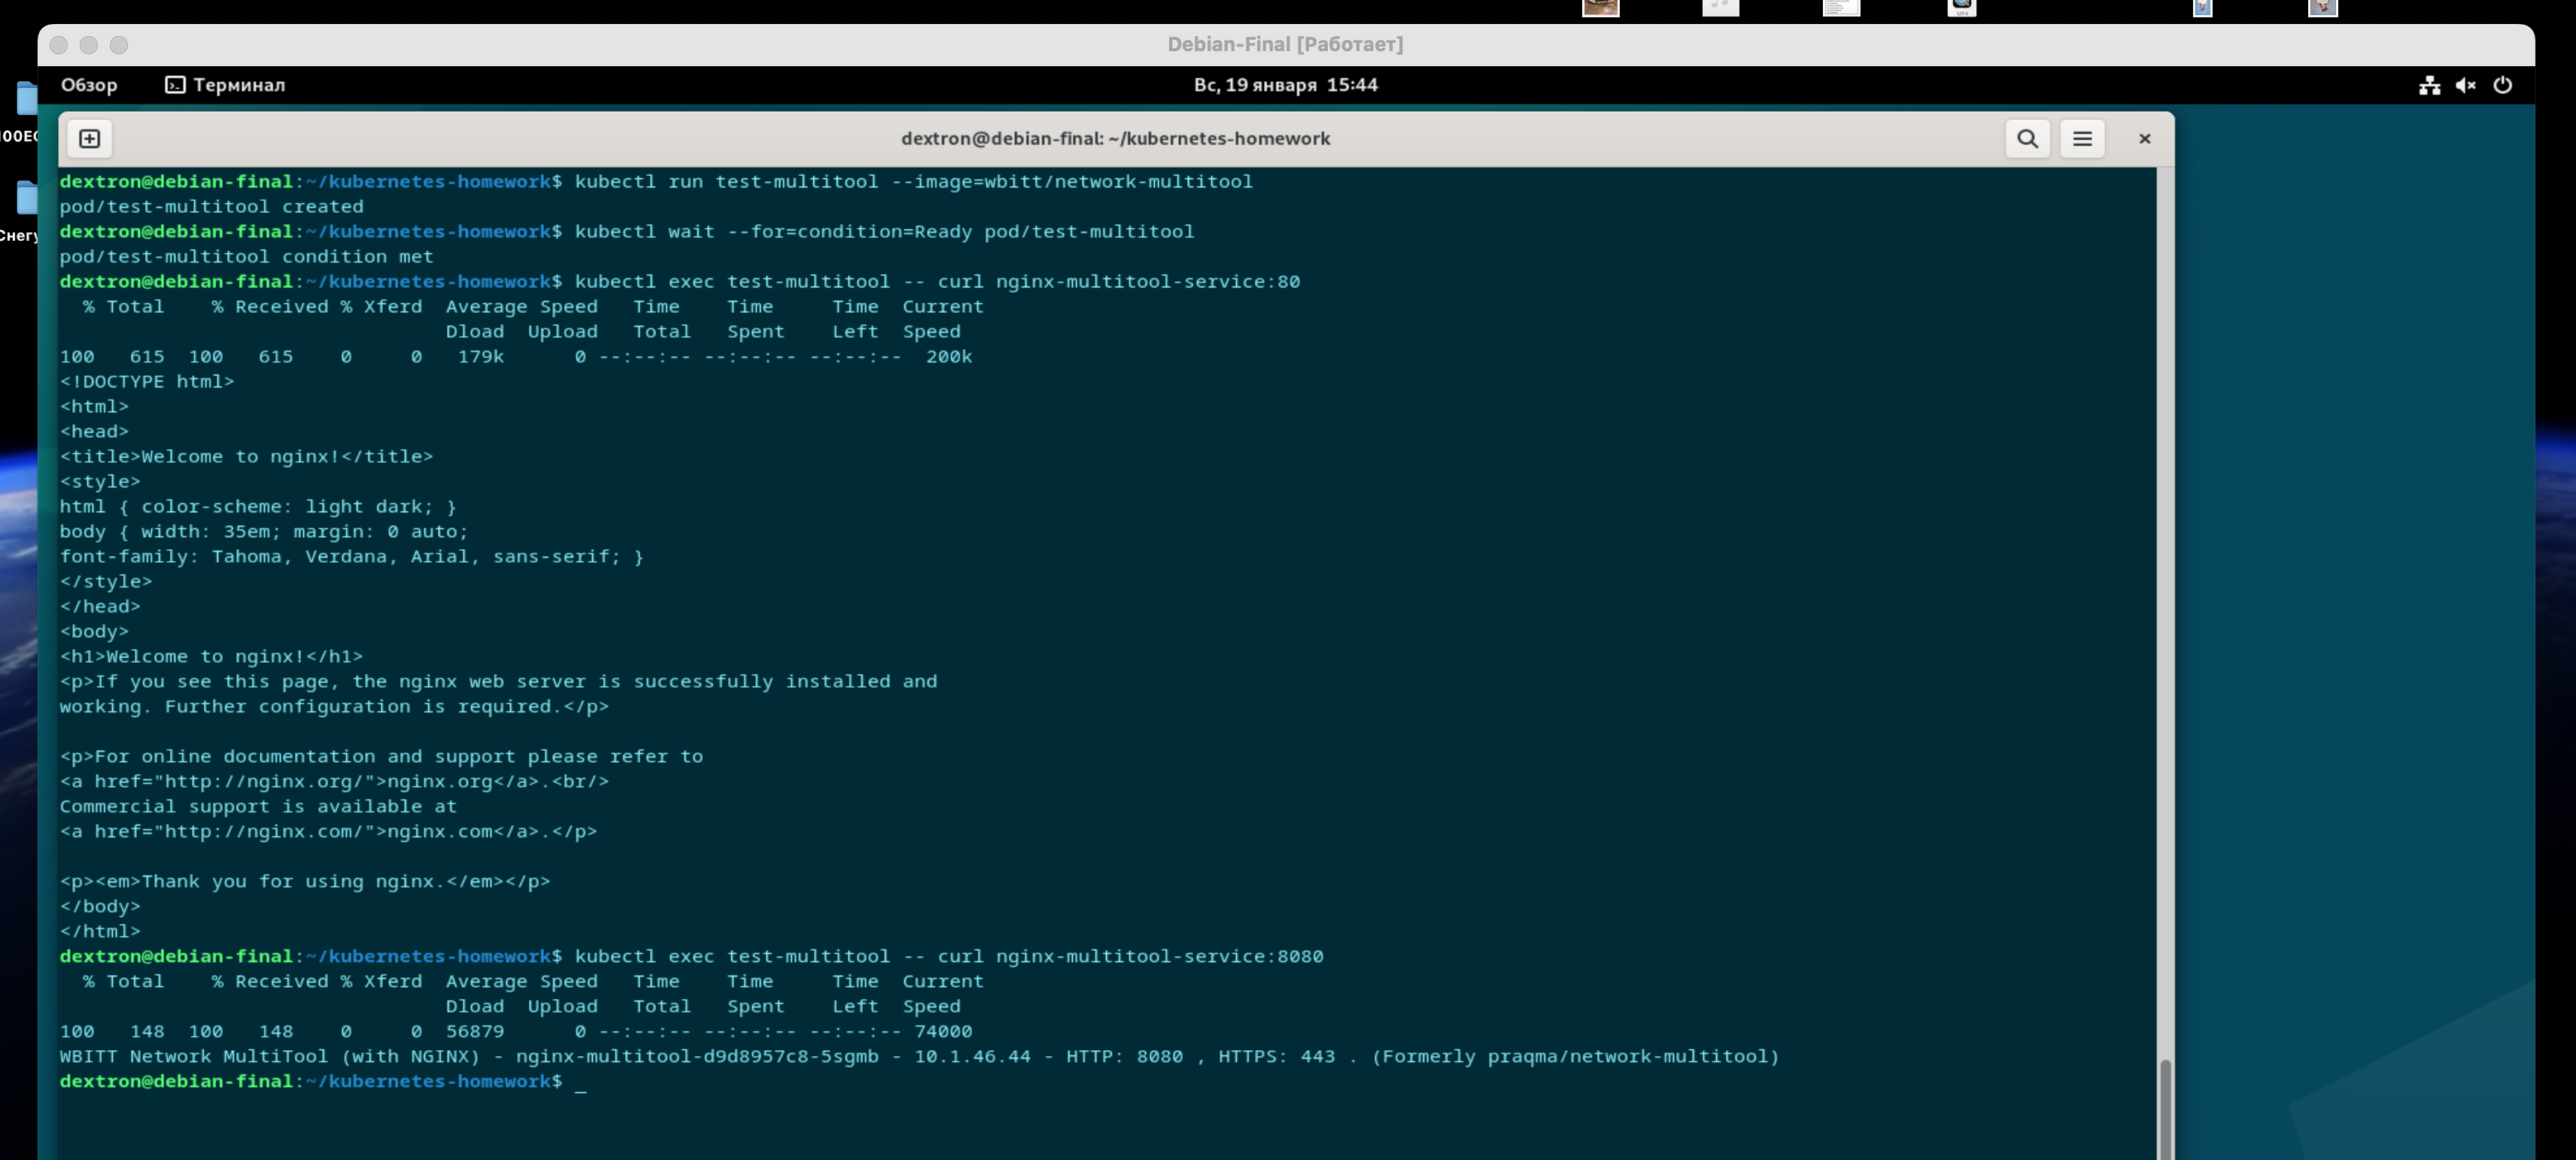 Debian-Final [Работает]
Обзор Терминал Вс, 19 января 15:44
dextron@debian-final: ~/kubernetes-homework
dextron@debian-final:~/kubernetes-homework$ kubectl run test-multitool --image=wbitt/network-multitool
pod/test-multitool created
dextron@debian-final:~/kubernetes-homework$ kubectl wait --for=condition=Ready pod/test-multitool
pod/test-multitool condition met
dextron@debian-final:~/kubernetes-homework$ kubectl exec test-multitool -- curl nginx-multitool-service:80
  % Total    % Received % Xferd  Average Speed   Time    Time     Time  Current
                                 Dload  Upload   Total   Spent    Left  Speed
100   615  100   615    0     0   179k      0 --:--:-- --:--:-- --:--:--  200k
<!DOCTYPE html>
<html>
<head>
<title>Welcome to nginx!</title>
<style>
html { color-scheme: light dark; }
body { width: 35em; margin: 0 auto;
font-family: Tahoma, Verdana, Arial, sans-serif; }
</style>
</head>
<body>
<h1>Welcome to nginx!</h1>
<p>If you see this page, the nginx web server is successfully installed and
working. Further configuration is required.</p>
<p>For online documentation and support please refer to
<a href="http://nginx.org/">nginx.org</a>.<br/>
Commercial support is available at
<a href="http://nginx.com/">nginx.com</a>.</p>
<p><em>Thank you for using nginx.</em></p>
</body>
</html>
dextron@debian-final:~/kubernetes-homework$ kubectl exec test-multitool -- curl nginx-multitool-service:8080
  % Total    % Received % Xferd  Average Speed   Time    Time     Time  Current
                                 Dload  Upload   Total   Spent    Left  Speed
100   148  100   148    0     0  56879      0 --:--:-- --:--:-- --:--:-- 74000
WBITT Network MultiTool (with NGINX) - nginx-multitool-d9d8957c8-5sgmb - 10.1.46.44 - HTTP: 8080 , HTTPS: 443 . (Formerly praqma/network-multitool)
dextron@debian-final:~/kubernetes-homework$ _